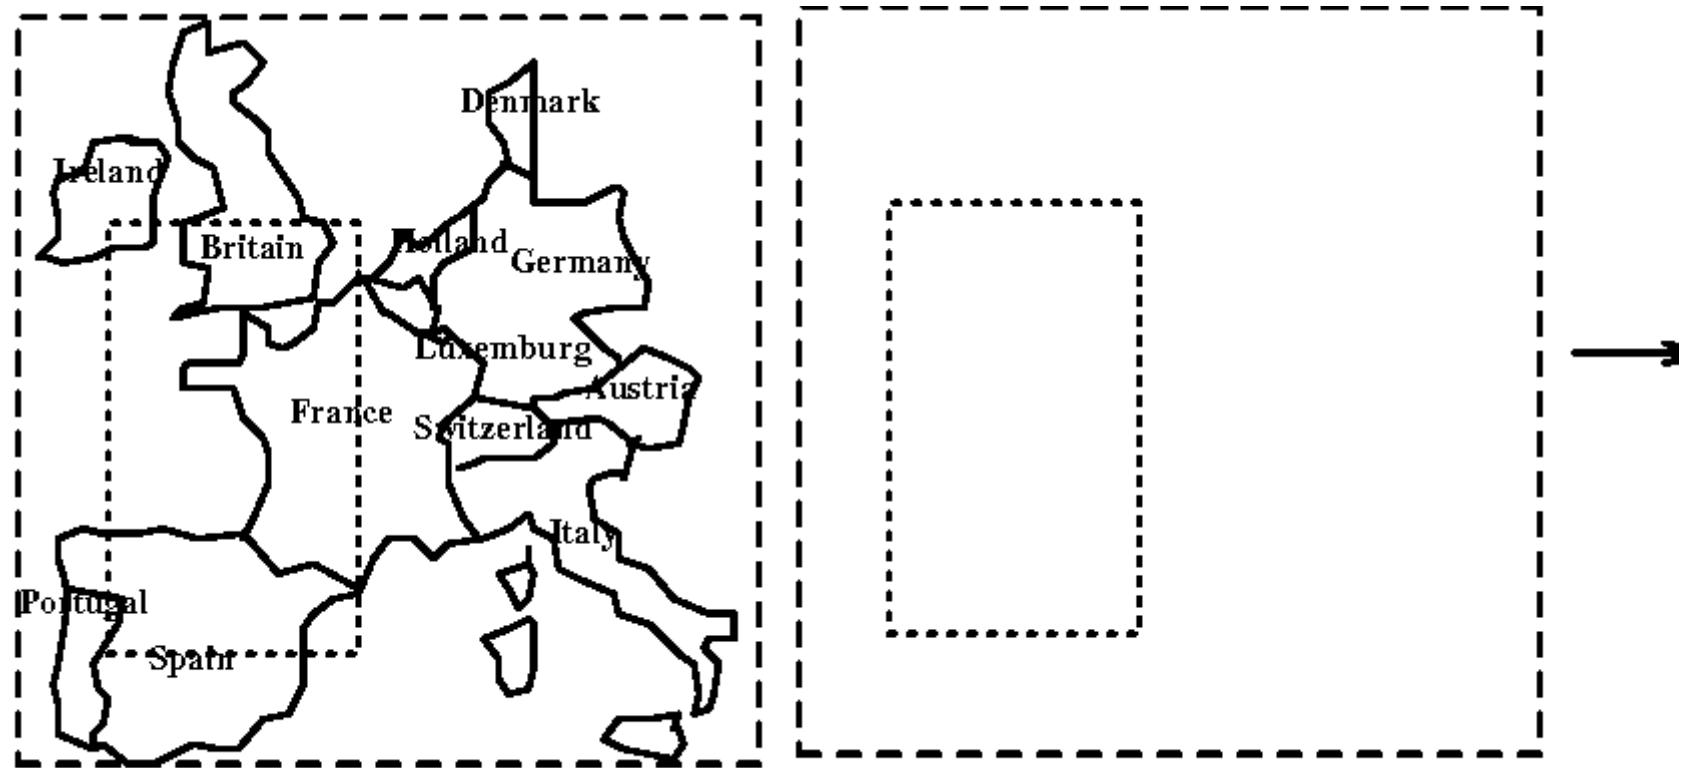 Denmark
Ireland
Britain
Holland
Germany
Luxemburg
Austria
France
Switzerland
Italy
Portugal
Spain